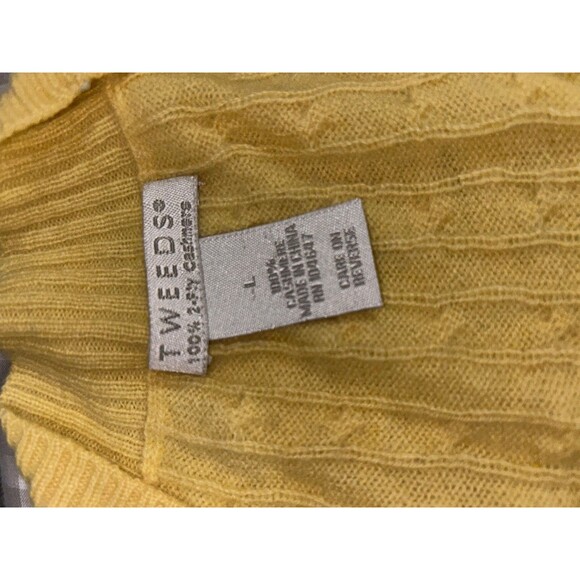 TWEEDS®
100% 2-Ply Cashmere
L
100%
CASHMERE
MADE IN CHINA
RN 104647
CARE ON
REVERSE